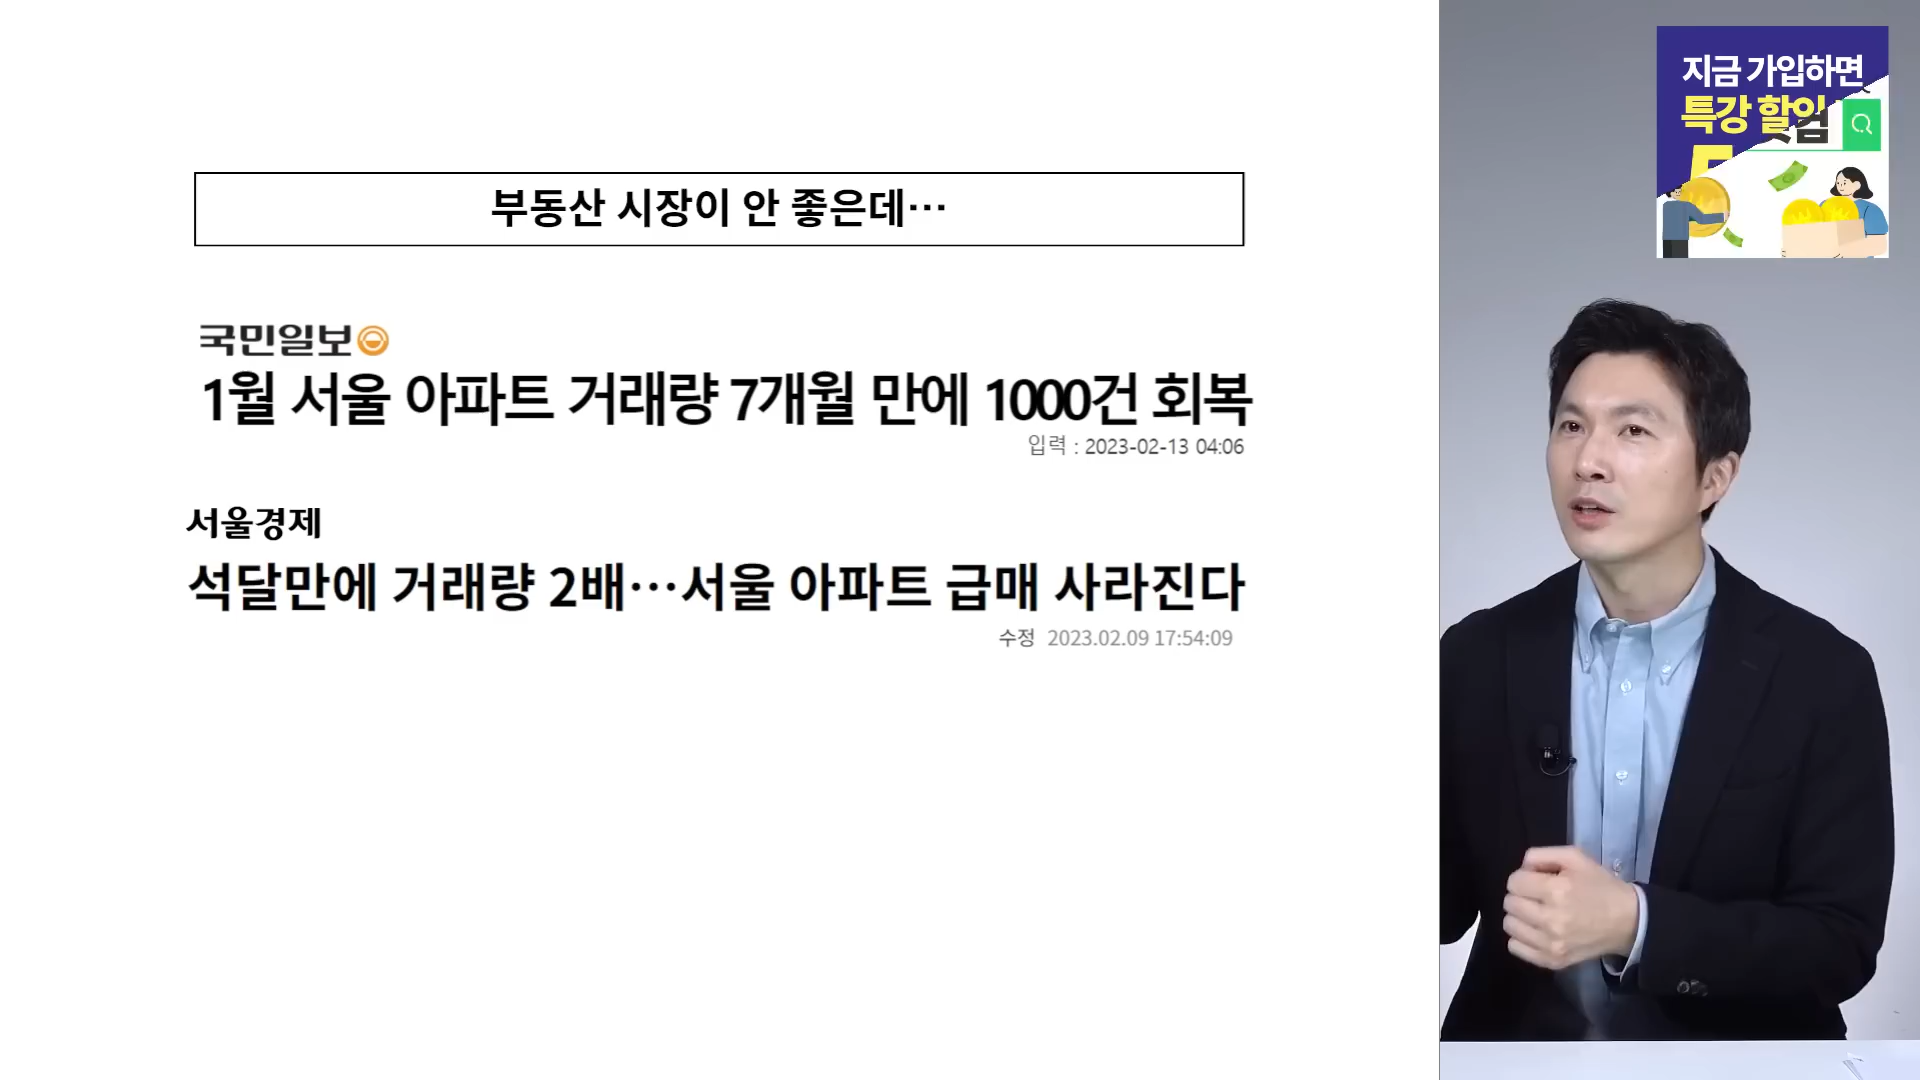 부동산 시장이 안 좋은데…
국민일보
1월 서울 아파트 거래량 7개월 만에 1000건 회복
입력 : 2023-02-13 04:06
서울경제
석달만에 거래량 2배…서울 아파트 급매 사라진다
수정 2023.02.09 17:54:09
지금 가입하면
특강 할인